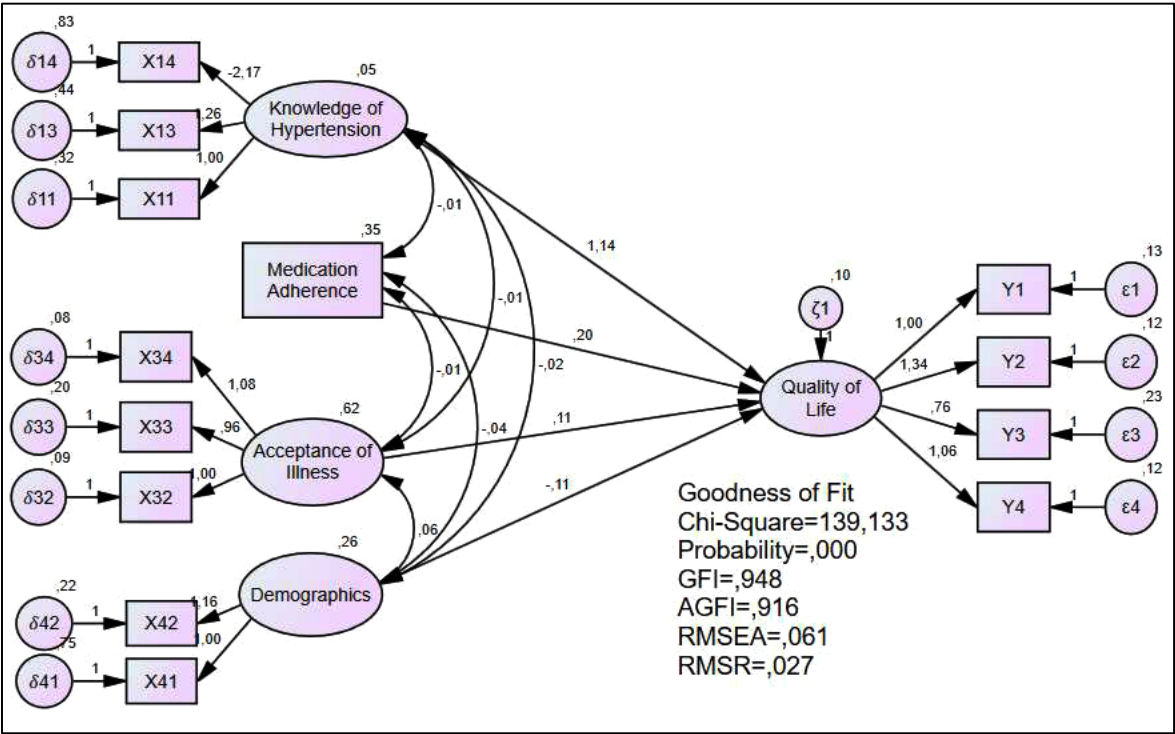 ,83
δ14
1
X14
-2,17
,44
δ13
1
X13
1,26
,32
δ11
1
X11
1,00
,05
Knowledge of
Hypertension
-,01
,35
Medication
Adherence
1,14
-,01
,20
-,02
-,01
-,04
,11
-,11
,06
,08
δ34
1
X34
1,08
,20
δ33
1
X33
,96
,09
δ32
1
X32
1,00
,62
Acceptance of
Illness
,26
Demographics
,22
δ42
1
X42
1,16
,75
δ41
1
X41
1,00
,10
ζ1
1
Quality of
Life
1,00
Y1
1
,13
ε1
1,34
Y2
1
,12
ε2
,76
Y3
1
,23
ε3
1,06
Y4
1
,12
ε4
Goodness of Fit
Chi-Square=139,133
Probability=,000
GFI=,948
AGFI=,916
RMSEA=,061
RMSR=,027